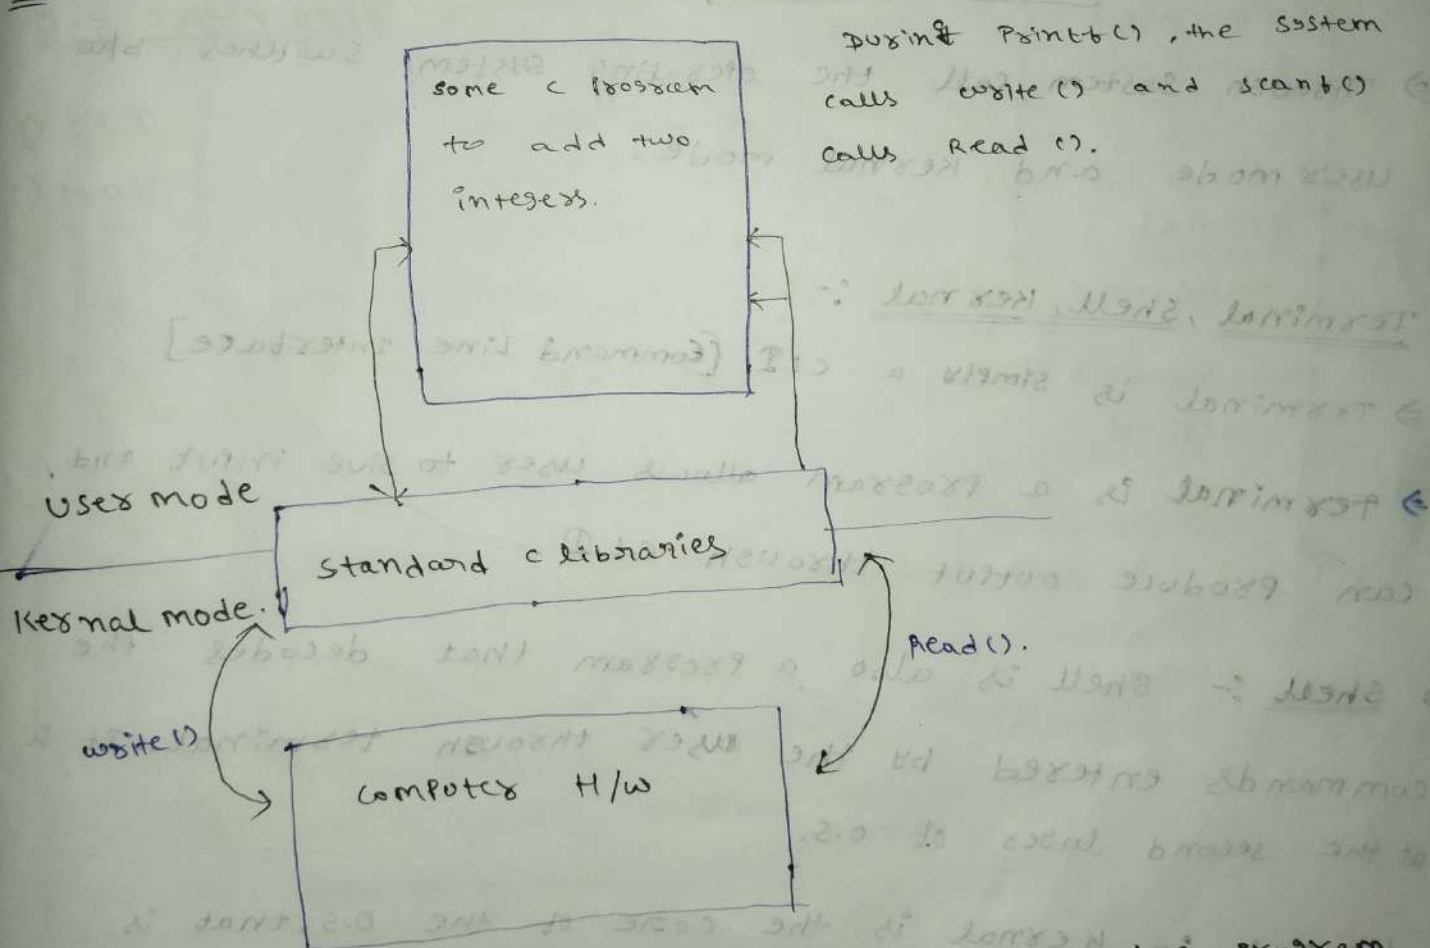 During Printf(), the System
calls write() and scanf()
calls Read().
some c Program
to add two
integers.
User mode
Standard c libraries
Kernal mode.
Read().
write()
Computer H/W